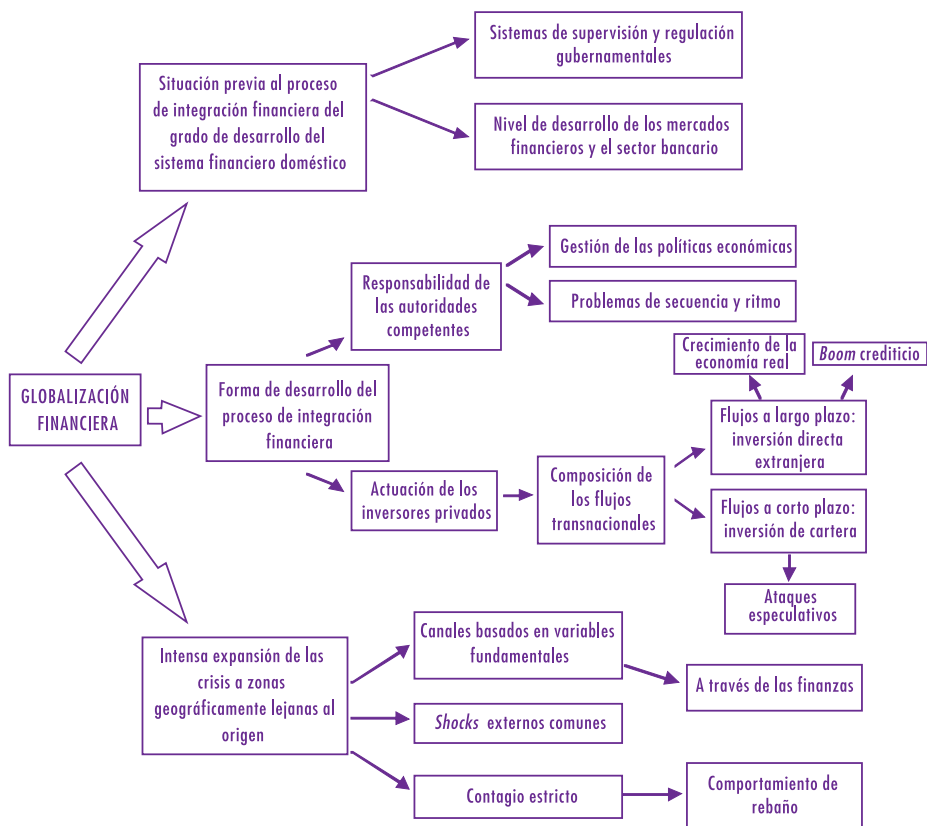 Sistemas de supervisión y regulación
gubernamentales
Situación previa al proceso
de integración financiera del
grado de desarrollo del
sistema financiero doméstico
Nivel de desarrollo de los mercados
financieros y el sector bancario
Gestión de las políticas económicas
Responsabilidad de
las autoridades
competentes
Problemas de secuencia y ritmo
Crecimiento de la
economía real
Boom crediticio
GLOBALIZACIÓN
FINANCIERA
Forma de desarrollo del
proceso de integración
financiera
Flujos a largo plazo:
inversión directa
extranjera
Actuación de los
inversores privados
Composición de
los flujos
transnacionales
Flujos a corto plazo:
inversión de cartera
Ataques
especulativos
Canales basados en variables
fundamentales
Intensa expansión de las
crisis a zonas
geográficamente lejanas al
origen
A través de las finanzas
Shocks externos comunes
Contagio estricto
Comportamiento de
rebaño